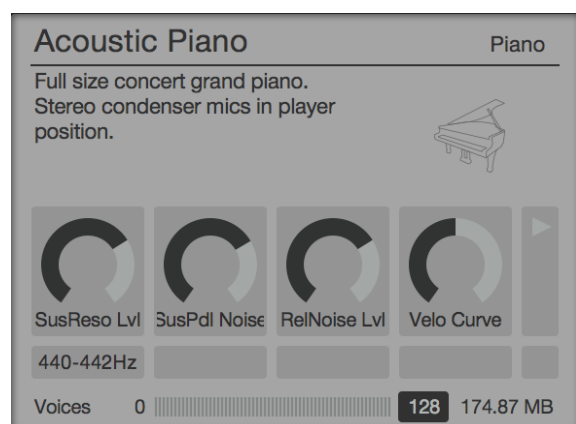 Acoustic Piano Piano
Full size concert grand piano.
Stereo condenser mics in player
position.
SusReso Lvl SusPdl Noise RelNoise Lvl Velo Curve
440-442Hz
Voices 0 128 174.87 MB